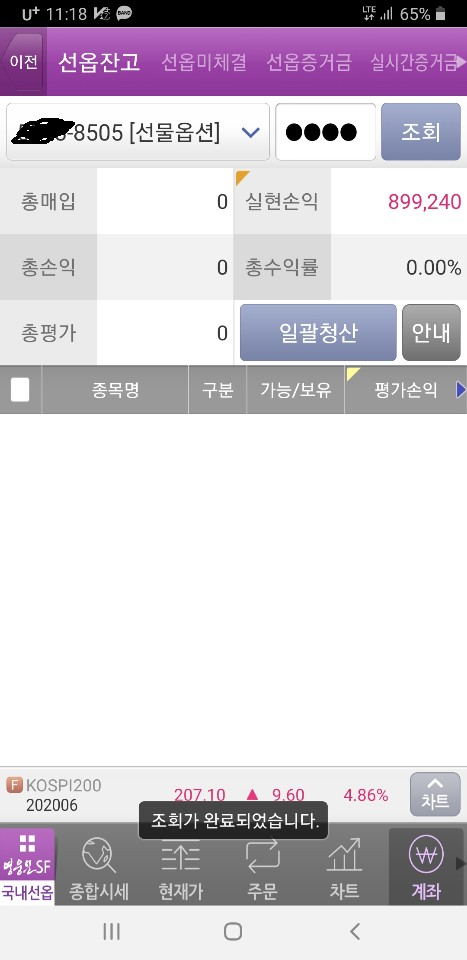 U+ 11:18 BAND LTE 65%
이전 선옵잔고 선옵미체결 선옵증거금 실시간증거금
-8505 [선물옵션] 조회
총매입 0 실현손익 899,240
총손익 0 총수익률 0.00%
총평가 0 일괄청산 안내
종목명 구분 가능/보유 평가손익
F KOSPI200
202006 207.10 ▲ 9.60 4.86% 차트
조회가 완료되었습니다.
영웅문SF
국내선옵 종합시세 현재가 주문 차트 계좌